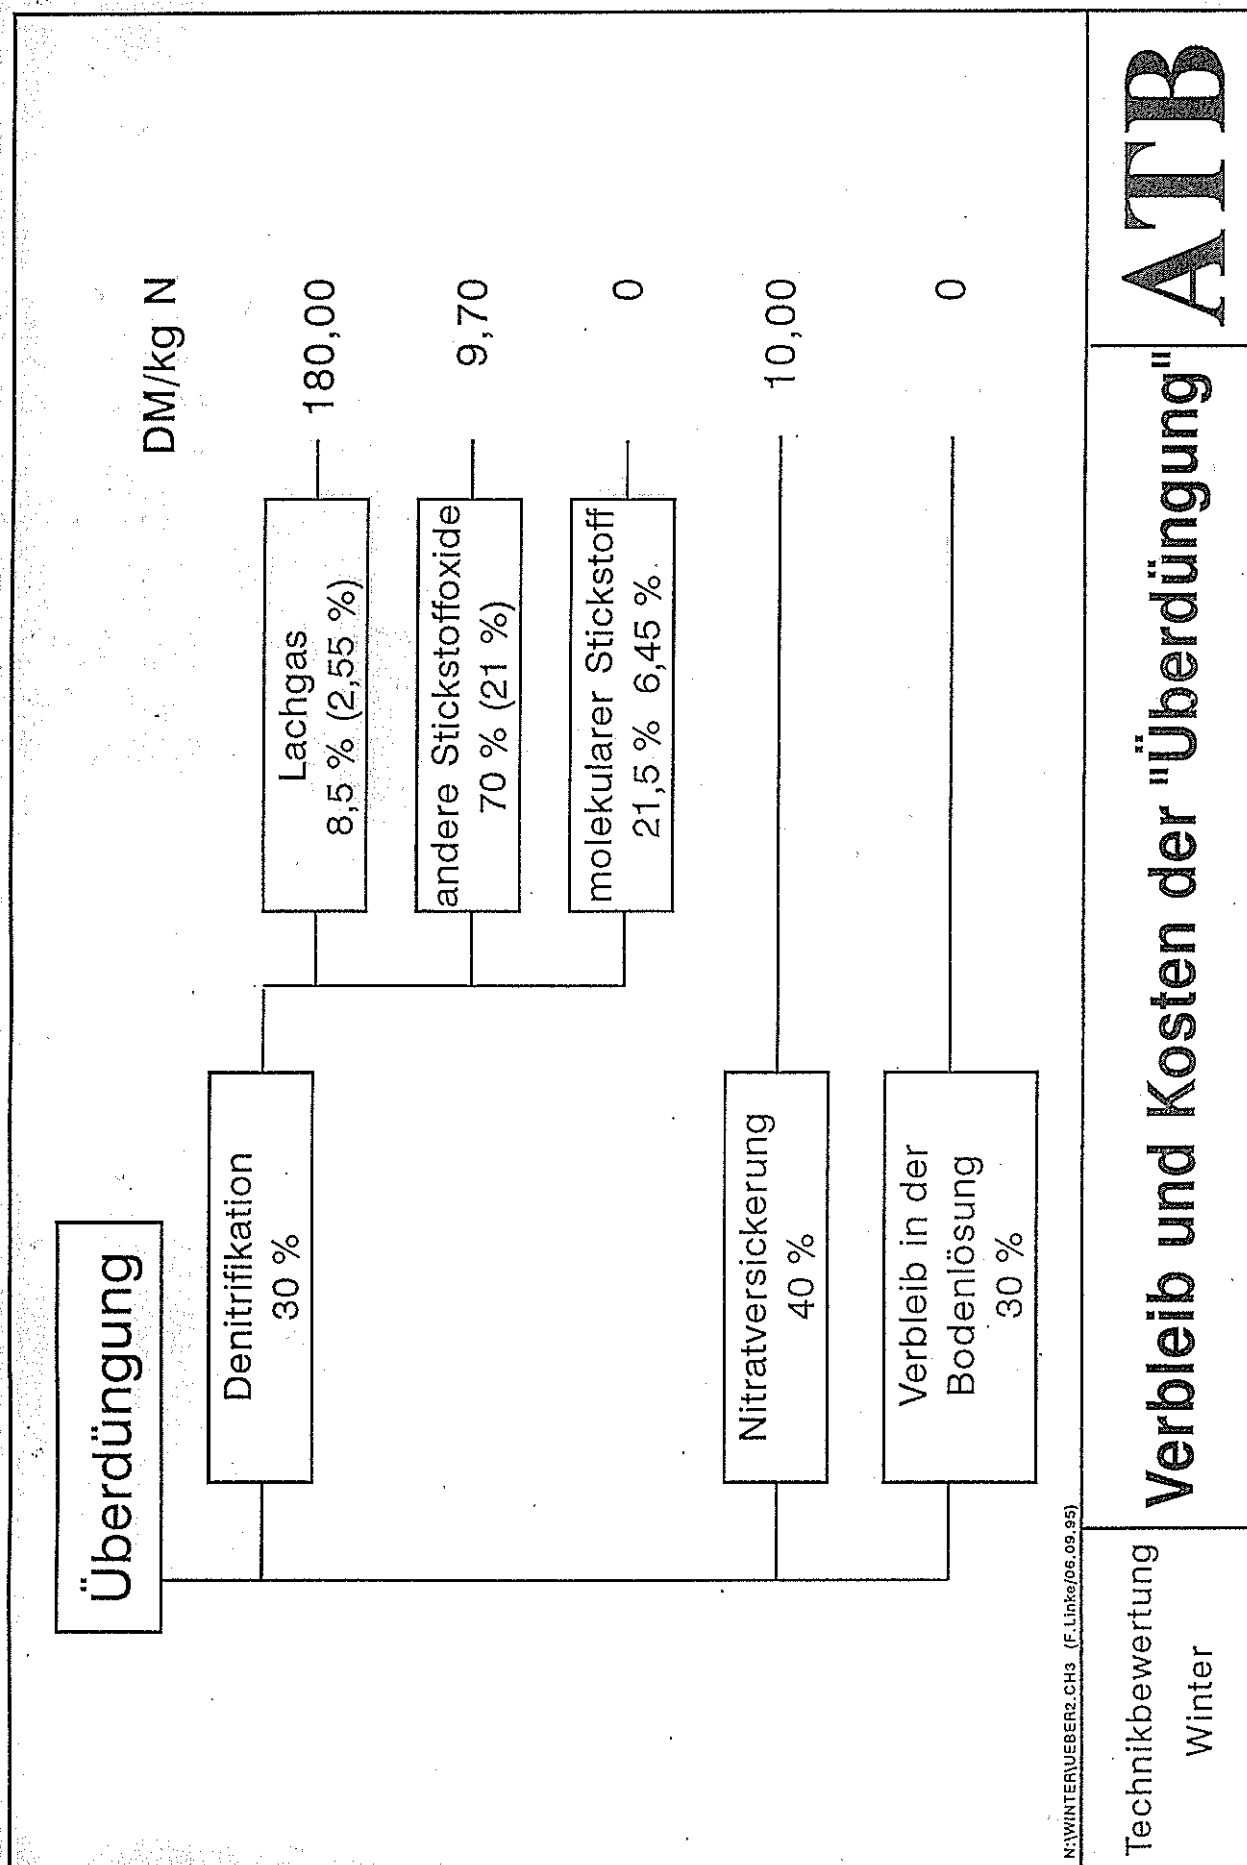 Überdüngung
DM/kg N
Denitrifikation
30 %
Lachgas
8,5 % (2,55 %)
180,00
andere Stickstoffoxide
70 % (21 %)
9,70
molekularer Stickstoff
21,5 % 6,45 %
0
Nitratversickerung
40 %
10,00
Verbleib in der
Bodenlösung
30 %
0
N:\WINTER\UEBER2.CH3 (F.Linke/06.09.95)
Technikbewertung
Winter
Verbleib und Kosten der "Überdüngung"
ATB